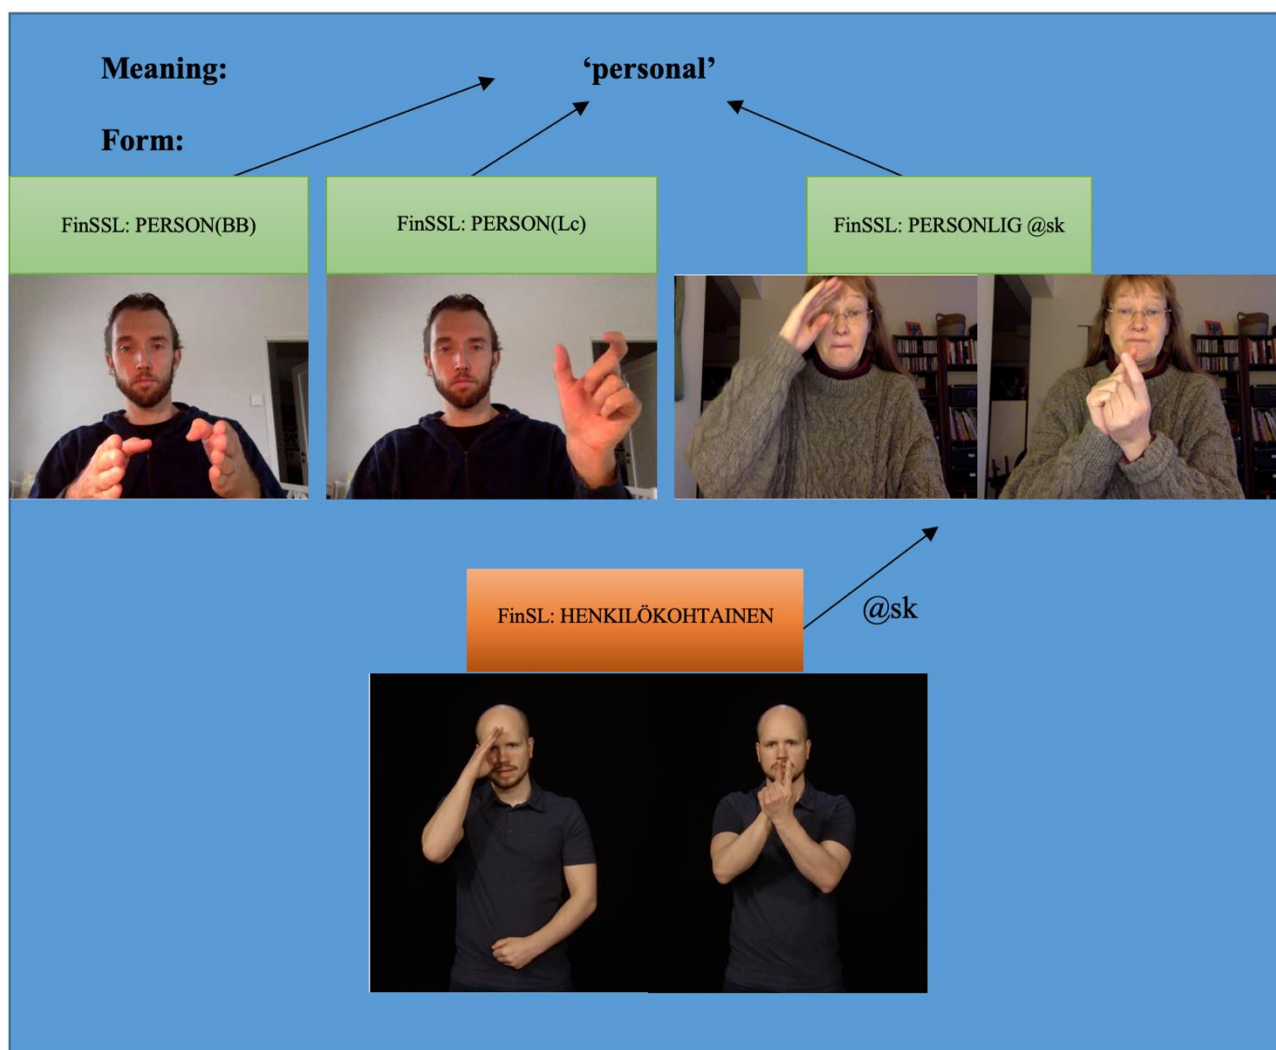 Meaning: ‘personal’
Form:
FinSSL: PERSON(BB) FinSSL: PERSON(Lc) FinSSL: PERSONLIG @sk
FinSL: HENKILÖKOHTAINEN @sk